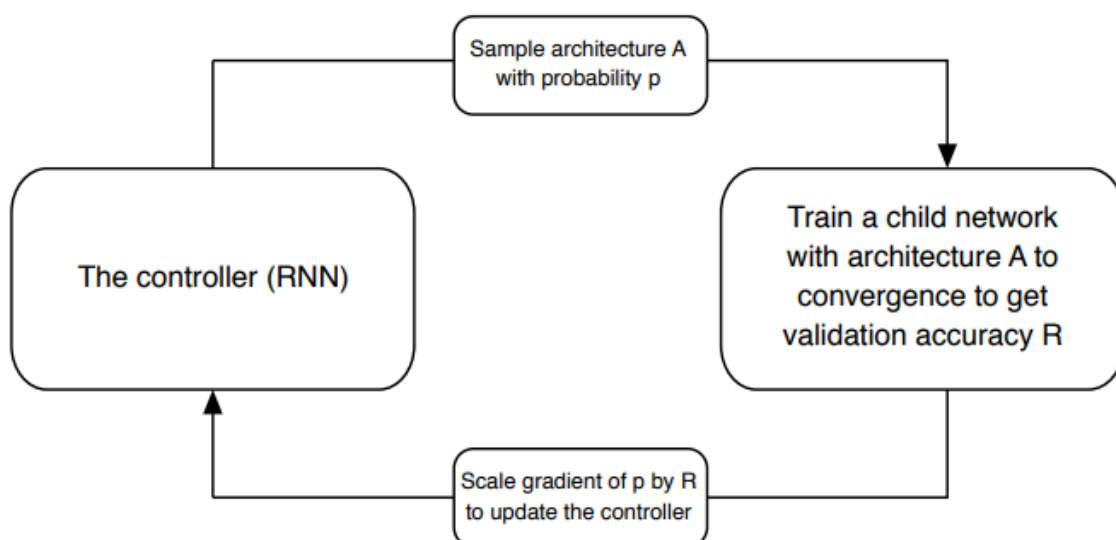 Sample architecture A
with probability p
The controller (RNN)
Train a child network
with architecture A to
convergence to get
validation accuracy R
Scale gradient of p by R
to update the controller